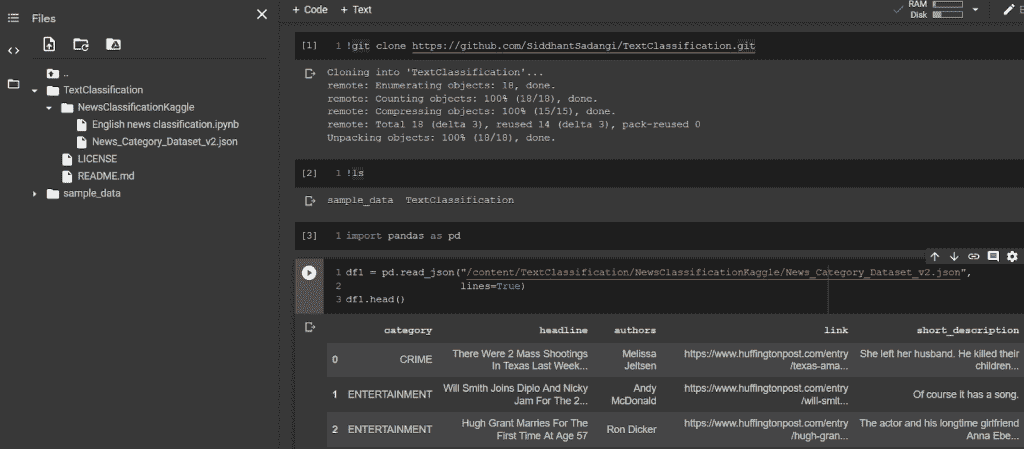 Files
..
TextClassification
NewsClassificationKaggle
English news classification.ipynb
News_Category_Dataset_v2.json
LICENSE
README.md
sample_data
+ Code + Text
RAM
Disk
[1] 1 !git clone https://github.com/SiddhantSadangi/TextClassification.git
Cloning into 'TextClassification'...
remote: Enumerating objects: 18, done.
remote: Counting objects: 100% (18/18), done.
remote: Compressing objects: 100% (15/15), done.
remote: Total 18 (delta 3), reused 14 (delta 3), pack-reused 0
Unpacking objects: 100% (18/18), done.
[2] 1 !ls
sample_data TextClassification
[3] 1 import pandas as pd
1 df1 = pd.read_json("/content/TextClassification/NewsClassificationKaggle/News_Category_Dataset_v2.json",
2 lines=True)
3 df1.head()
category headline authors link short_description
0 CRIME There Were 2 Mass Shootings In Texas Last Week... Melissa Jeltsen https://www.huffingtonpost.com/entry/texas-ama... She left her husband. He killed their children...
1 ENTERTAINMENT Will Smith Joins Diplo And Nicky Jam For The 2... Andy McDonald https://www.huffingtonpost.com/entry/will-smit... Of course it has a song.
2 ENTERTAINMENT Hugh Grant Marries For The First Time At Age 57 Ron Dicker https://www.huffingtonpost.com/entry/hugh-gran... The actor and his longtime girlfriend Anna Ebe...